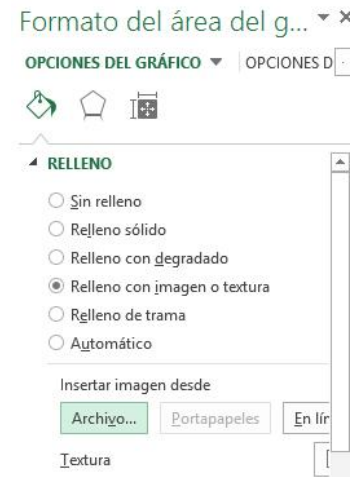 Formato del área del g...
OPCIONES DEL GRÁFICO OPCIONES D
RELLENO
Sin relleno
Relleno sólido
Relleno con degradado
Relleno con imagen o textura
Relleno de trama
Automático
Insertar imagen desde
Archivo... Portapapeles En lín
Textura